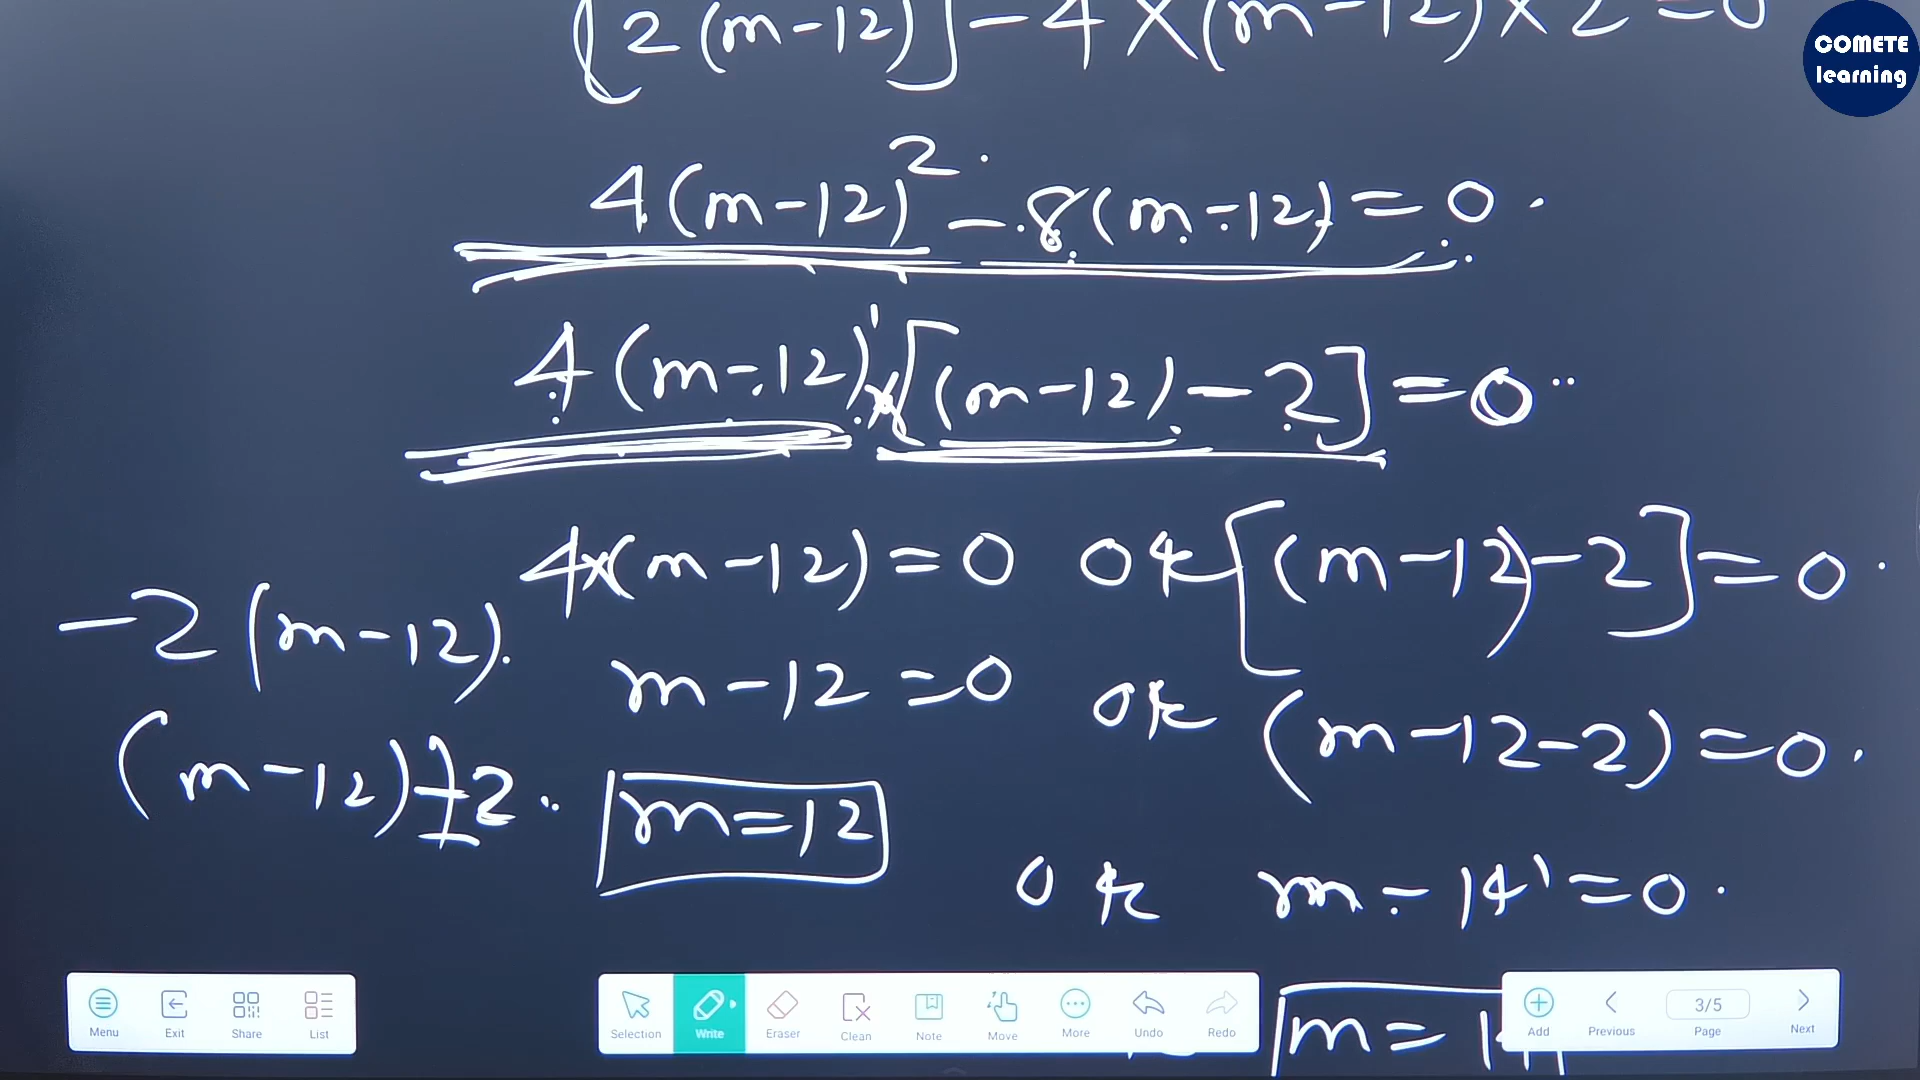 [2(m-12)]-4×(m-12)×2=0
COMETE
learning
4(m-12)² - 8(m-12) = 0.
4(m-12)¹×[(m-12)-2] = 0
4×(m-12) = 0 or [(m-12)-2] = 0.
-2(m-12).
m-12 = 0 or (m-12-2) = 0.
m = 12
or m - 14 = 0.
m =
Menu Exit Share List
Selection Write Eraser Clean Note Move More Undo Redo
Add Previous 3/5 Page Next